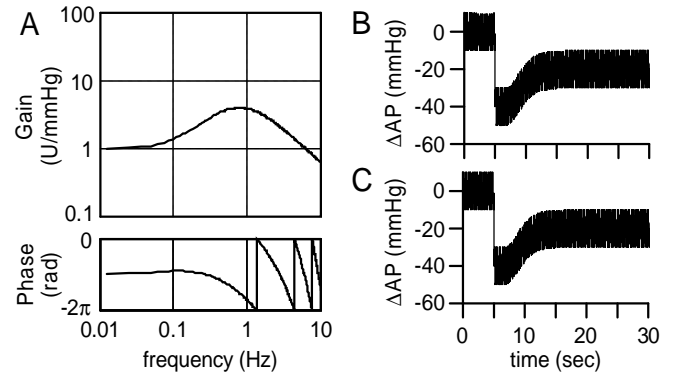 A
100
10
1
0.1
Gain
(U/mmHg)
0
-2π
Phase
(rad)
0.01
0.1
1
10
frequency (Hz)
B
0
-20
-40
-60
ΔAP (mmHg)
C
0
-20
-40
-60
ΔAP (mmHg)
0
10
20
30
time (sec)